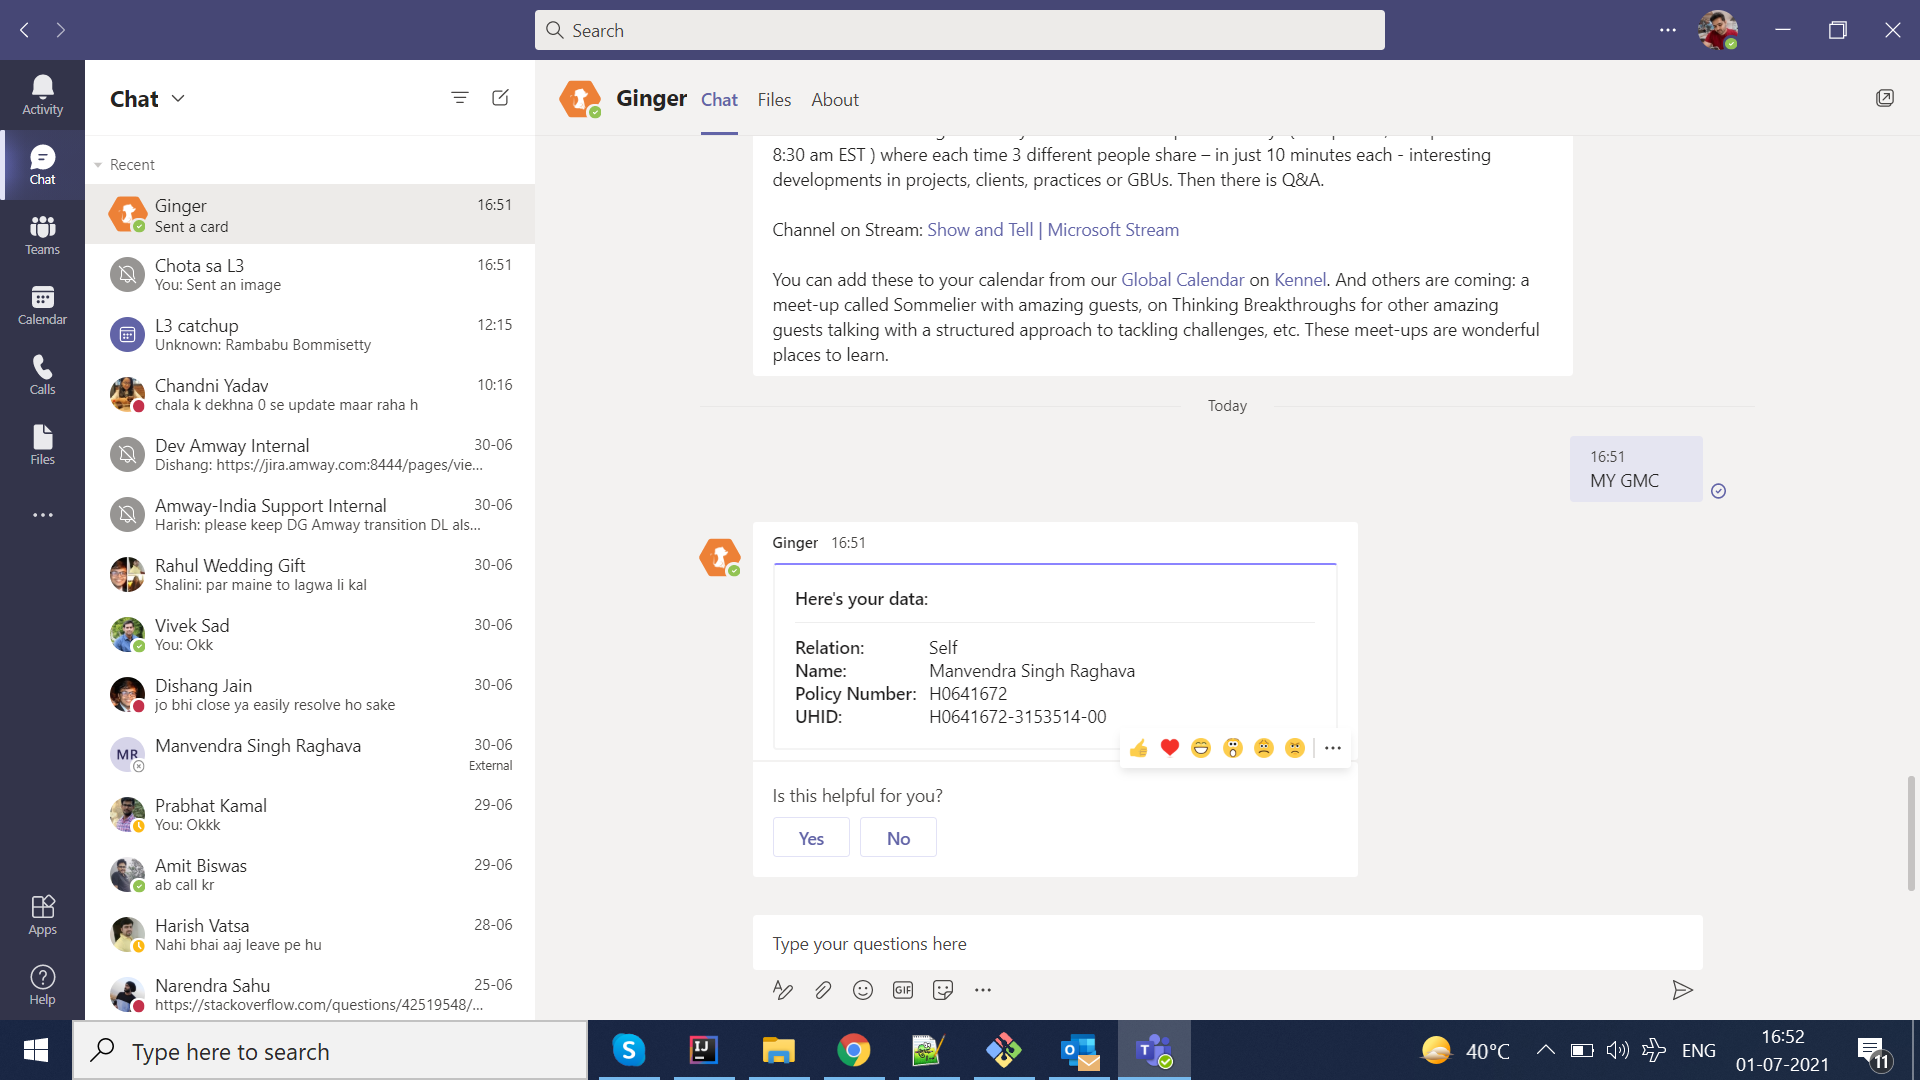 Search
Activity
Chat
Teams
Calendar
Calls
Files
Apps
Help
Chat
Recent
Ginger 16:51
Sent a card
Chota sa L3 16:51
You: Sent an image
L3 catchup 12:15
Unknown: Rambabu Bommisetty
Chandni Yadav 10:16
chala k dekhna 0 se update maar raha h
Dev Amway Internal 30-06
Dishang: https://jira.amway.com:8444/pages/vie...
Amway-India Support Internal 30-06
Harish: please keep DG Amway transition DL als...
Rahul Wedding Gift 30-06
Shalini: par maine to lagwa li kal
Vivek Sad 30-06
You: Okk
Dishang Jain 30-06
jo bhi close ya easily resolve ho sake
MR Manvendra Singh Raghava 30-06
External
Prabhat Kamal 29-06
You: Okkk
Amit Biswas 29-06
ab call kr
Harish Vatsa 28-06
Nahi bhai aaj leave pe hu
Narendra Sahu 25-06
https://stackoverflow.com/questions/42519548/...
Ginger Chat Files About
8:30 am EST ) where each time 3 different people share – in just 10 minutes each - interesting
developments in projects, clients, practices or GBUs. Then there is Q&A.
Channel on Stream: Show and Tell | Microsoft Stream
You can add these to your calendar from our Global Calendar on Kennel. And others are coming: a
meet-up called Sommelier with amazing guests, on Thinking Breakthroughs for other amazing
guests talking with a structured approach to tackling challenges, etc. These meet-ups are wonderful
places to learn.
Today
16:51
MY GMC
Ginger 16:51
Here's your data:
Relation: Self
Name: Manvendra Singh Raghava
Policy Number: H0641672
UHID: H0641672-3153514-00
Is this helpful for you?
Yes No
Type your questions here
GIF
Type here to search
40°C
ENG
16:52
01-07-2021
11